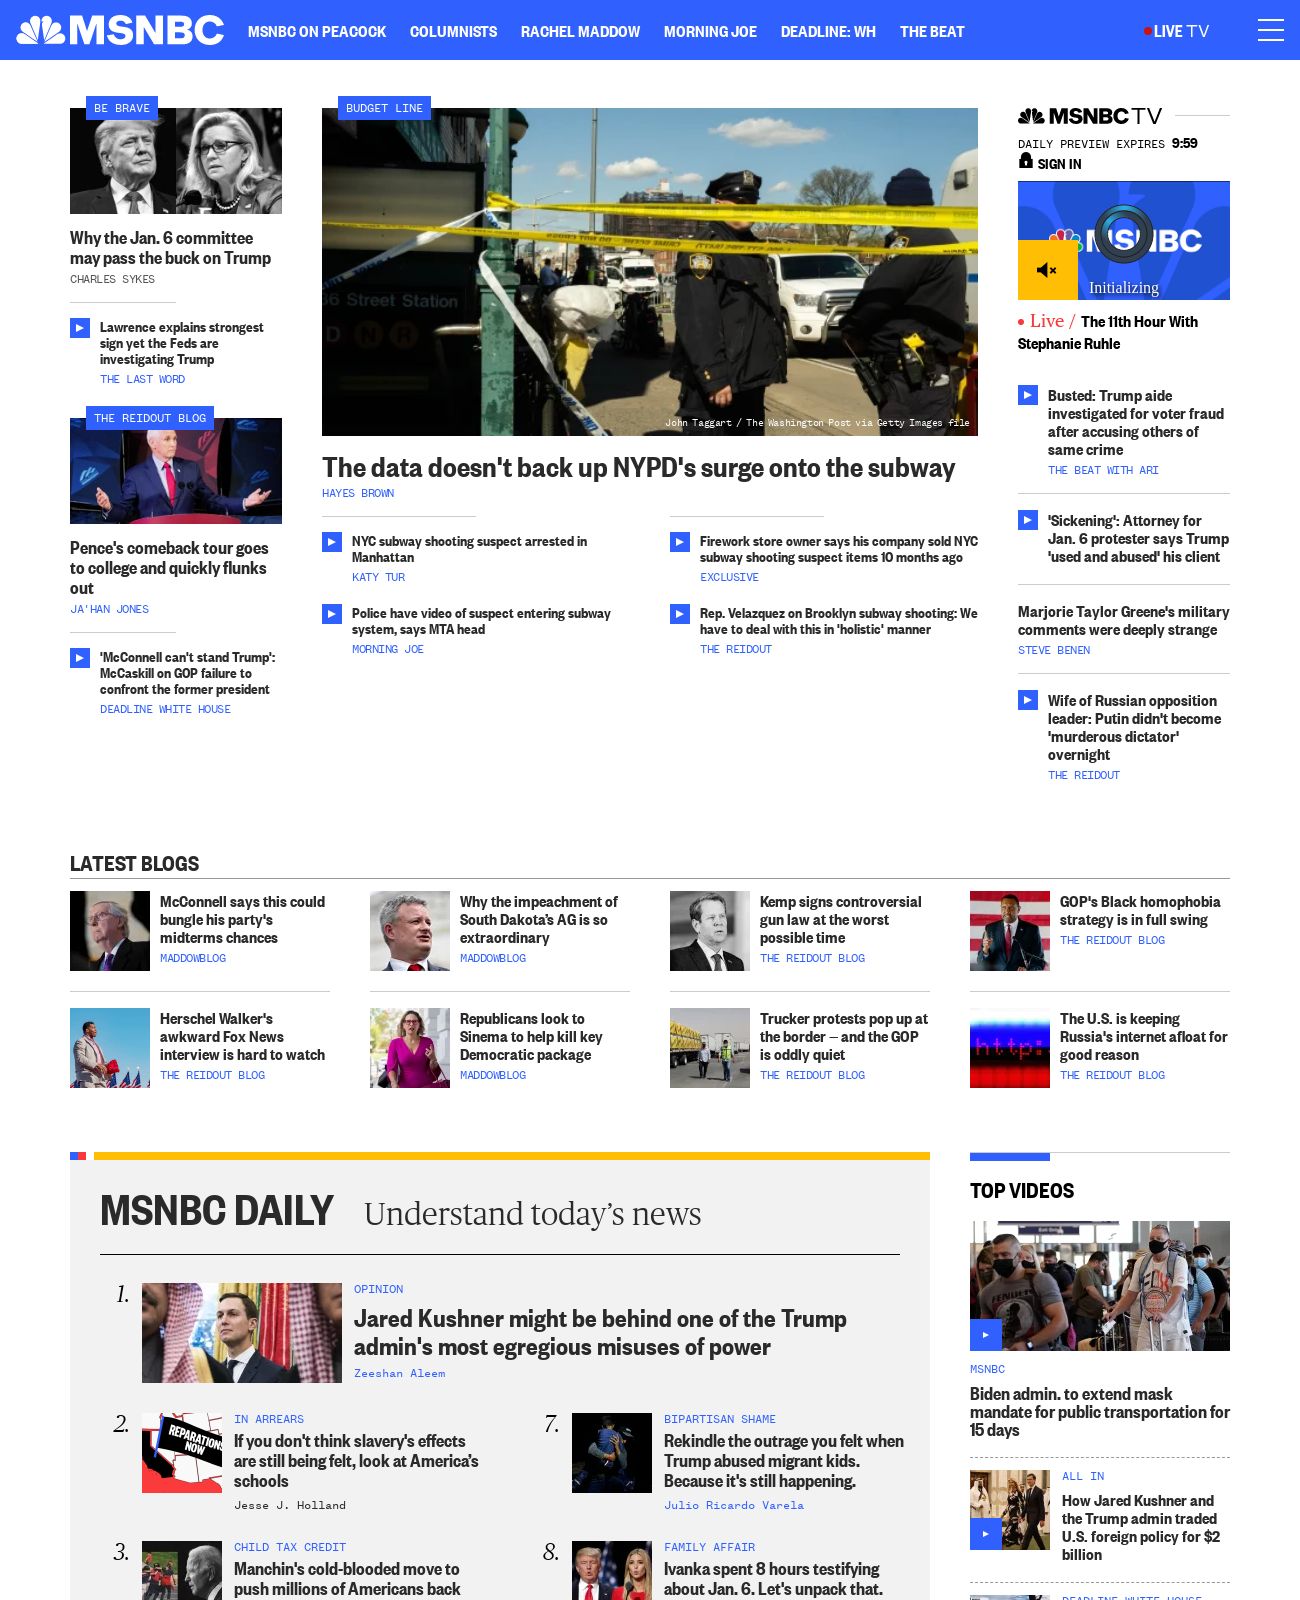 MSNBC
MSNBC ON PEACOCK
COLUMNISTS
RACHEL MADDOW
MORNING JOE
DEADLINE: WH
THE BEAT
LIVE TV
BE BRAVE
Why the Jan. 6 committee
may pass the buck on Trump
CHARLES SYKES
Lawrence explains strongest
sign yet the Feds are
investigating Trump
THE LAST WORD
THE REIDOUT BLOG
Pence's comeback tour goes
to college and quickly flunks
out
JA'HAN JONES
'McConnell can't stand Trump':
McCaskill on GOP failure to
confront the former president
DEADLINE WHITE HOUSE
BUDGET LINE
36 Street Station
D N R
John Taggart / The Washington Post via Getty Images file
The data doesn't back up NYPD's surge onto the subway
HAYES BROWN
NYC subway shooting suspect arrested in
Manhattan
KATY TUR
Firework store owner says his company sold NYC
subway shooting suspect items 10 months ago
EXCLUSIVE
Police have video of suspect entering subway
system, says MTA head
MORNING JOE
Rep. Velazquez on Brooklyn subway shooting: We
have to deal with this in 'holistic' manner
THE REIDOUT
MSNBC TV
DAILY PREVIEW EXPIRES 9:59
SIGN IN
MSNBC
Initializing
Live / The 11th Hour With
Stephanie Ruhle
Busted: Trump aide
investigated for voter fraud
after accusing others of
same crime
THE BEAT WITH ARI
'Sickening': Attorney for
Jan. 6 protester says Trump
'used and abused' his client
Marjorie Taylor Greene's military
comments were deeply strange
STEVE BENEN
Wife of Russian opposition
leader: Putin didn't become
'murderous dictator'
overnight
THE REIDOUT
LATEST BLOGS
McConnell says this could
bungle his party's
midterms chances
MADDOWBLOG
Why the impeachment of
South Dakota's AG is so
extraordinary
MADDOWBLOG
Kemp signs controversial
gun law at the worst
possible time
THE REIDOUT BLOG
GOP's Black homophobia
strategy is in full swing
THE REIDOUT BLOG
Herschel Walker's
awkward Fox News
interview is hard to watch
THE REIDOUT BLOG
Republicans look to
Sinema to help kill key
Democratic package
MADDOWBLOG
Trucker protests pop up at
the border — and the GOP
is oddly quiet
THE REIDOUT BLOG
http:
The U.S. is keeping
Russia's internet afloat for
good reason
THE REIDOUT BLOG
MSNBC DAILY
Understand today's news
1.
OPINION
Jared Kushner might be behind one of the Trump
admin's most egregious misuses of power
Zeeshan Aleem
2.
REPARATIONS
NOW
IN ARREARS
If you don't think slavery's effects
are still being felt, look at America's
schools
Jesse J. Holland
3.
CHILD TAX CREDIT
Manchin's cold-blooded move to
push millions of Americans back
7.
BIPARTISAN SHAME
Rekindle the outrage you felt when
Trump abused migrant kids.
Because it's still happening.
Julio Ricardo Varela
8.
FAMILY AFFAIR
Ivanka spent 8 hours testifying
about Jan. 6. Let's unpack that.
TOP VIDEOS
MSNBC
Biden admin. to extend mask
mandate for public transportation for
15 days
ALL IN
How Jared Kushner and
the Trump admin traded
U.S. foreign policy for $2
billion
DEADLINE WHITE HOUSE